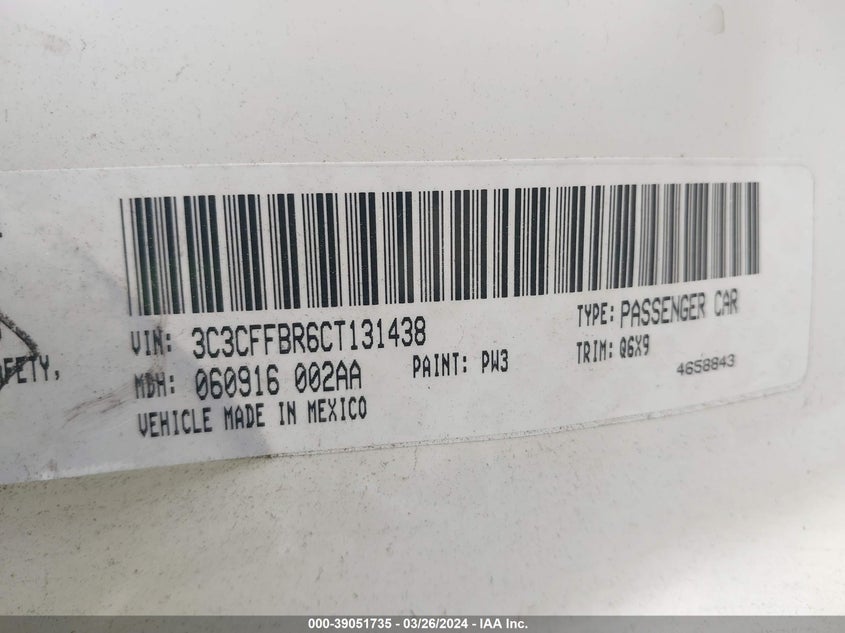 VIN: 3C3CFFBR6CT131438
TYPE: PASSENGER CAR
MDH: 060916 002AA
PAINT: PW3
TRIM: Q6X9
VEHICLE MADE IN MEXICO
4658843
000-39051735 / 03/26/2024 - IAA Inc.